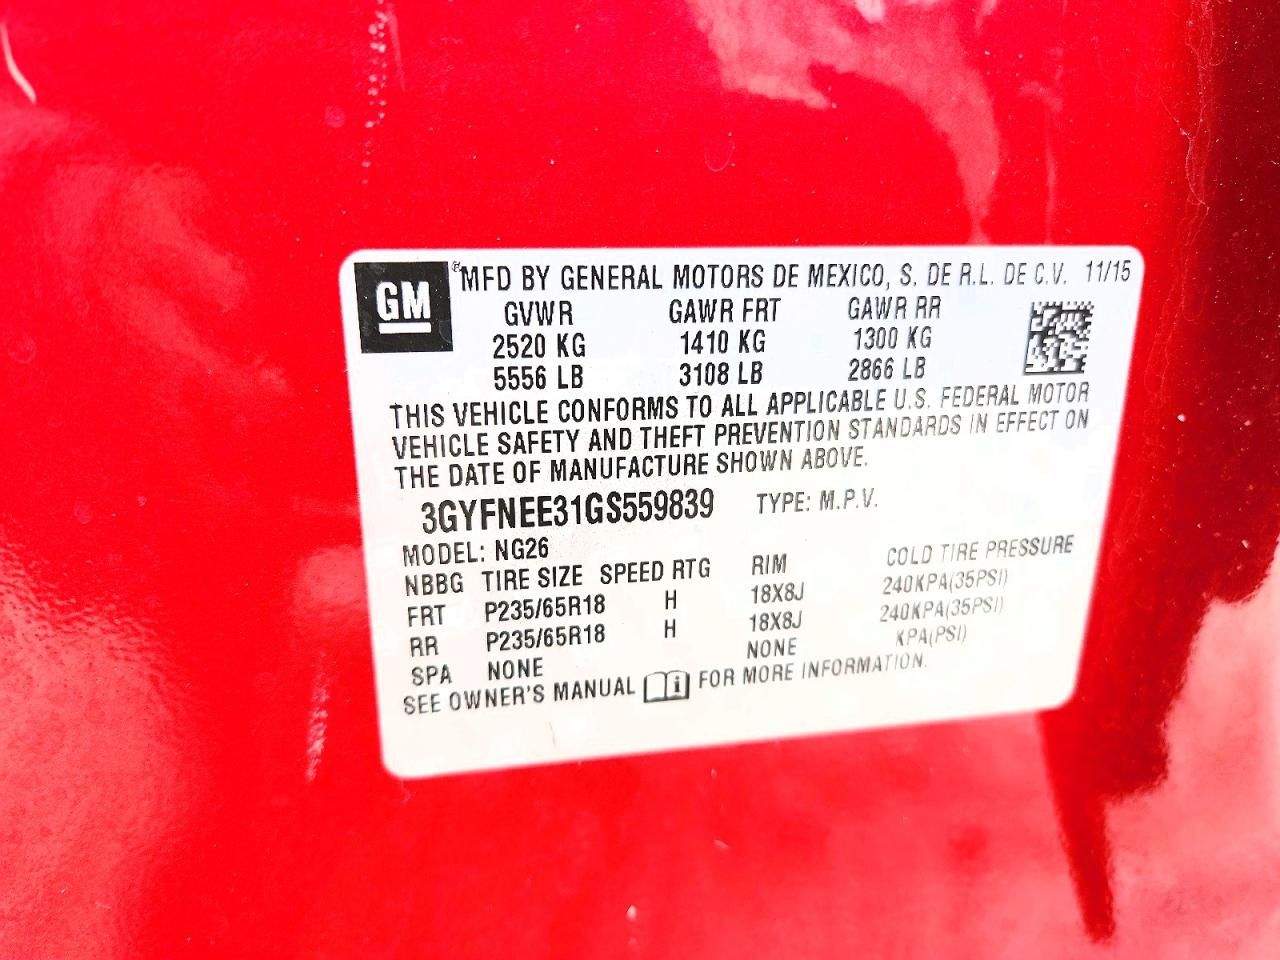 GM ® MFD BY GENERAL MOTORS DE MEXICO, S. DE R.L. DE C.V. 11/15
GVWR GAWR FRT GAWR RR
2520 KG 1410 KG 1300 KG
5556 LB 3108 LB 2866 LB
THIS VEHICLE CONFORMS TO ALL APPLICABLE U.S. FEDERAL MOTOR
VEHICLE SAFETY AND THEFT PREVENTION STANDARDS IN EFFECT ON
THE DATE OF MANUFACTURE SHOWN ABOVE.
3GYFNEE31GS559839 TYPE: M.P.V.
MODEL: NG26
NBBG TIRE SIZE SPEED RTG RIM COLD TIRE PRESSURE
FRT P235/65R18 H 18X8J 240KPA(35PSI)
RR P235/65R18 H 18X8J 240KPA(35PSI)
SPA NONE NONE KPA(PSI)
SEE OWNER'S MANUAL i FOR MORE INFORMATION.